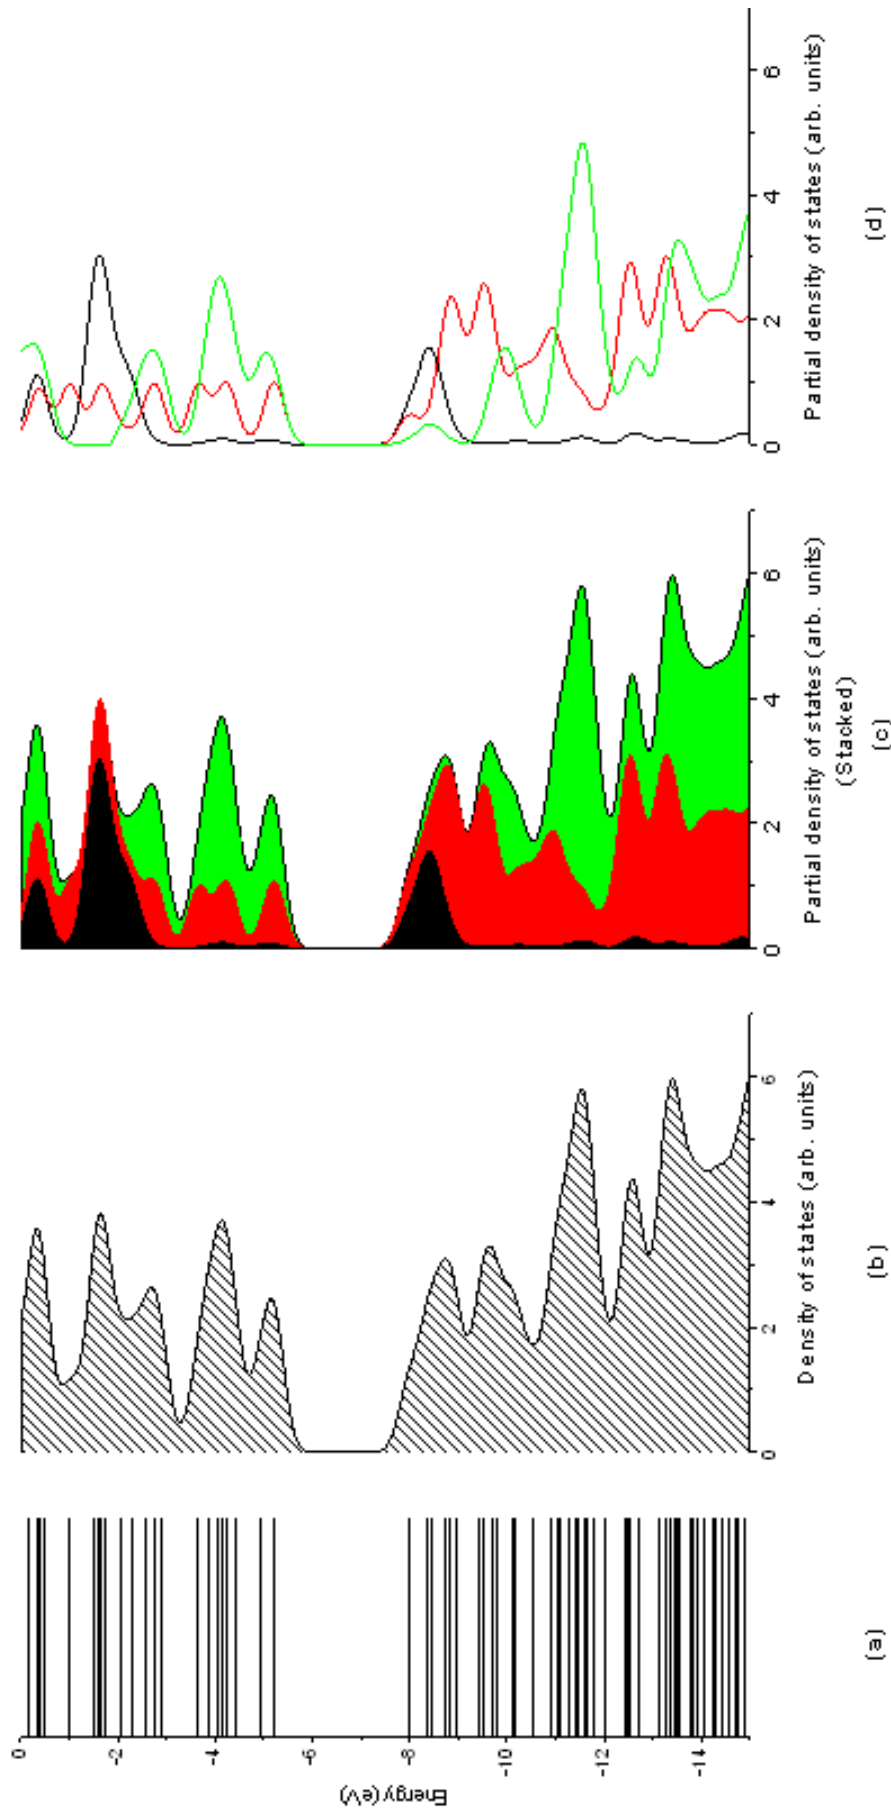 Energy (eV)
0
-2
-4
-6
-8
-10
-12
-14
(a)
0
2
4
6
Density of states (arb. units)
(b)
0
2
4
6
Partial density of states (arb. units)
(Stacked)
(c)
0
2
4
6
Partial density of states (arb. units)
(d)